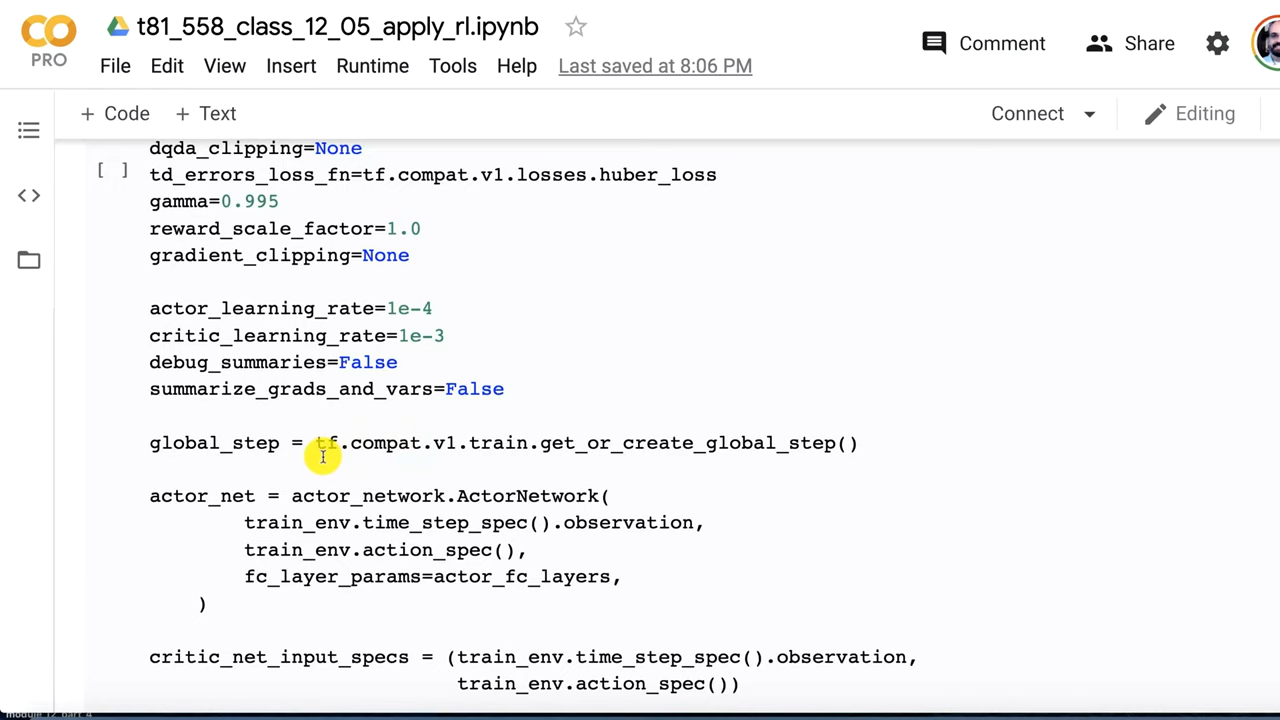 t81_558_class_12_05_apply_rl.ipynb
PRO
File Edit View Insert Runtime Tools Help Last saved at 8:06 PM
Comment Share
+ Code + Text
Connect Editing
dqda_clipping=None
[ ] td_errors_loss_fn=tf.compat.v1.losses.huber_loss
gamma=0.995
reward_scale_factor=1.0
gradient_clipping=None
actor_learning_rate=1e-4
critic_learning_rate=1e-3
debug_summaries=False
summarize_grads_and_vars=False
global_step = tf.compat.v1.train.get_or_create_global_step()
actor_net = actor_network.ActorNetwork(
train_env.time_step_spec().observation,
train_env.action_spec(),
fc_layer_params=actor_fc_layers,
)
critic_net_input_specs = (train_env.time_step_spec().observation,
train_env.action_spec())